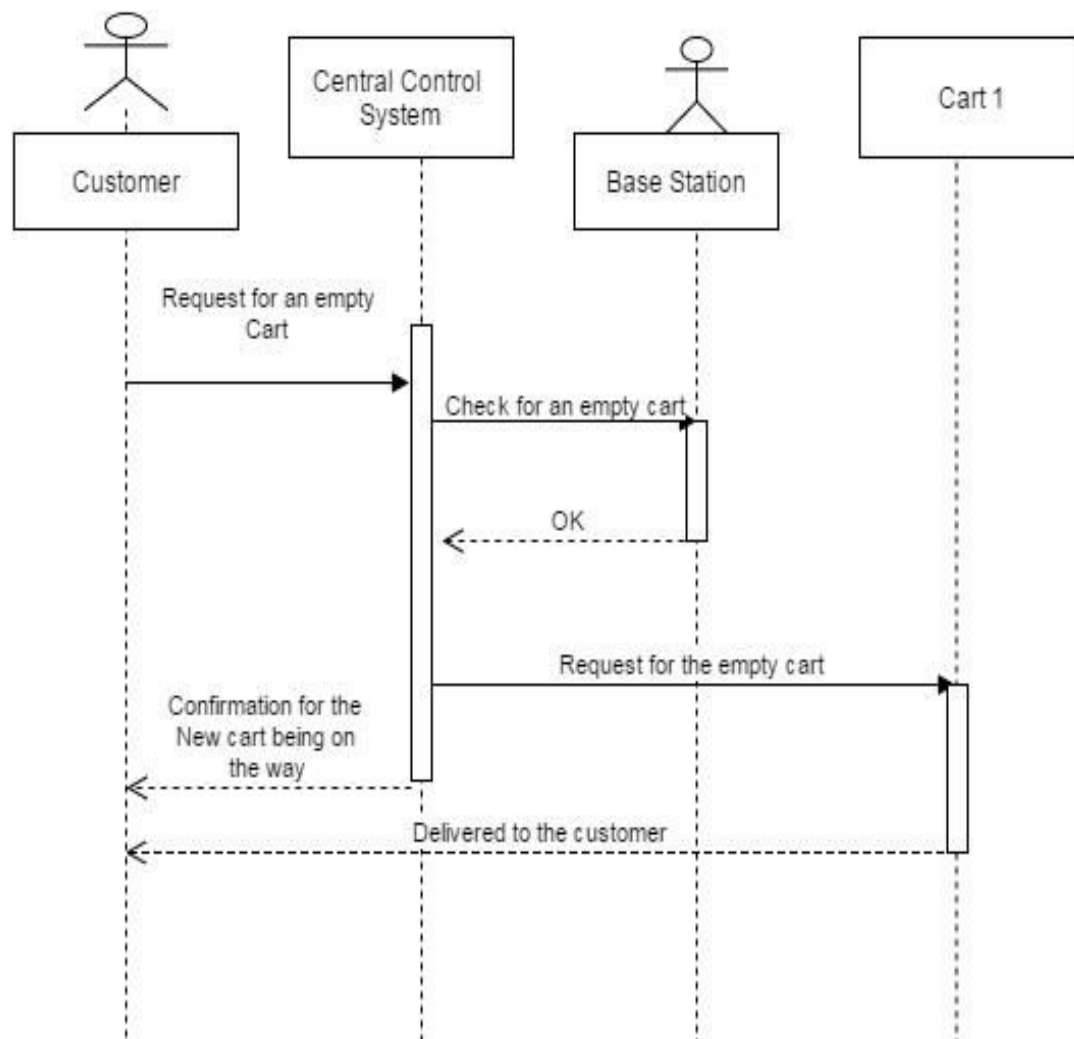 Customer
Central Control
System
Base Station
Cart 1
Request for an empty
Cart
Check for an empty cart
OK
Request for the empty cart
Confirmation for the
New cart being on
the way
Delivered to the customer